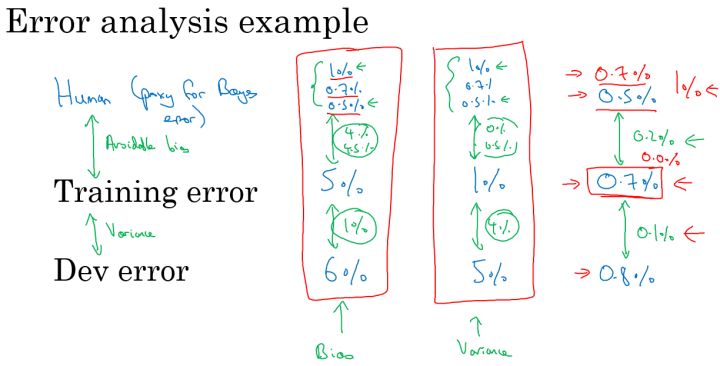 Error analysis example
Human (proxy for Bayes error)
1% 0.7% 0.5%
1% 0.7% 0.5%
0.7% 1%
0.5%
Avoidable bias
4% 4.5%
0% 0.5%
0.2%
0.0%
Training error
5%
1%
0.7%
Variance
1%
4%
0.1%
Dev error
6%
5%
0.8%
Bias
Variance